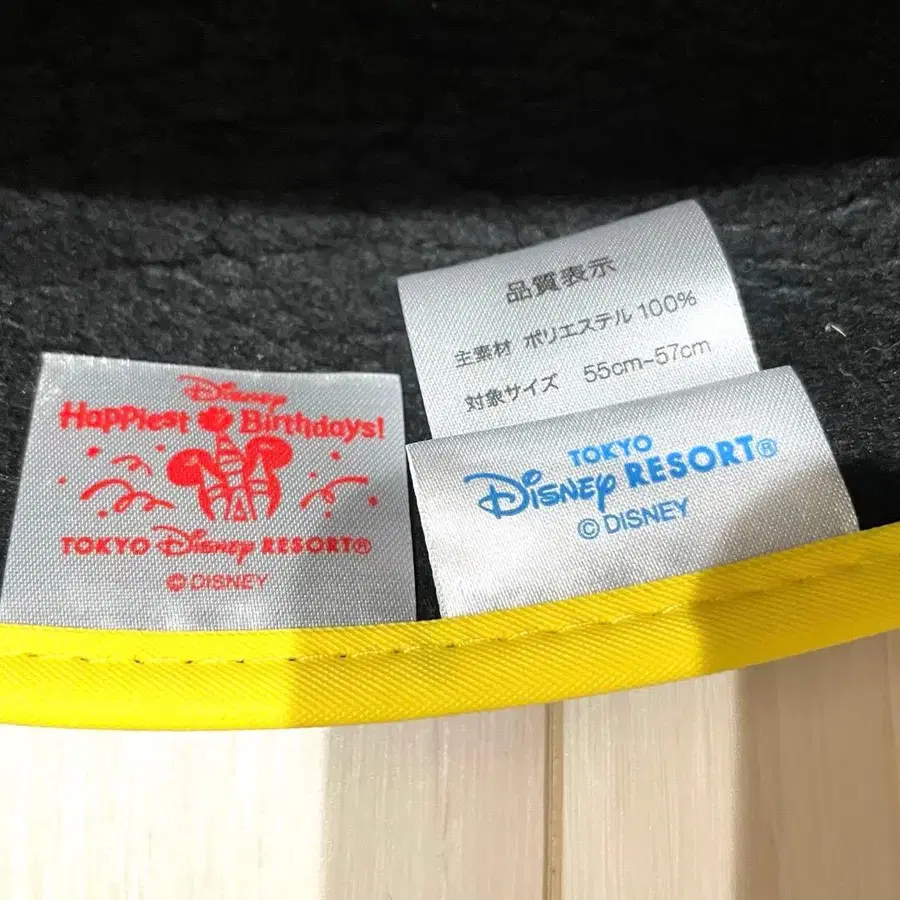 Disney
Happiest Birthdays!
TOKYO Disney RESORT®
©DISNEY
品質表示
主素材 ポリエステル 100%
対象サイズ 55cm-57cm
TOKYO
Disney RESORT®
© DISNEY